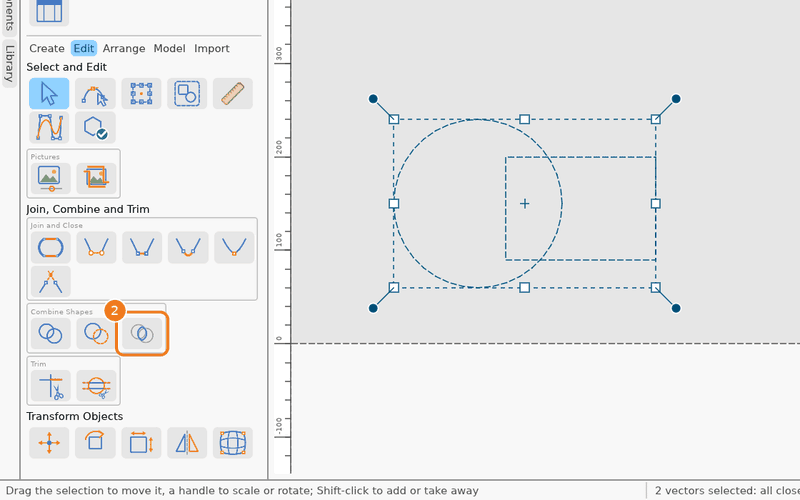 nents
Library
Create Edit Arrange Model Import
Select and Edit
Pictures
Join, Combine and Trim
Join and Close
2
Combine Shapes
Trim
Transform Objects
300
200
100
0
-100
Drag the selection to move it, a handle to scale or rotate; Shift-click to add or take away
2 vectors selected: all close